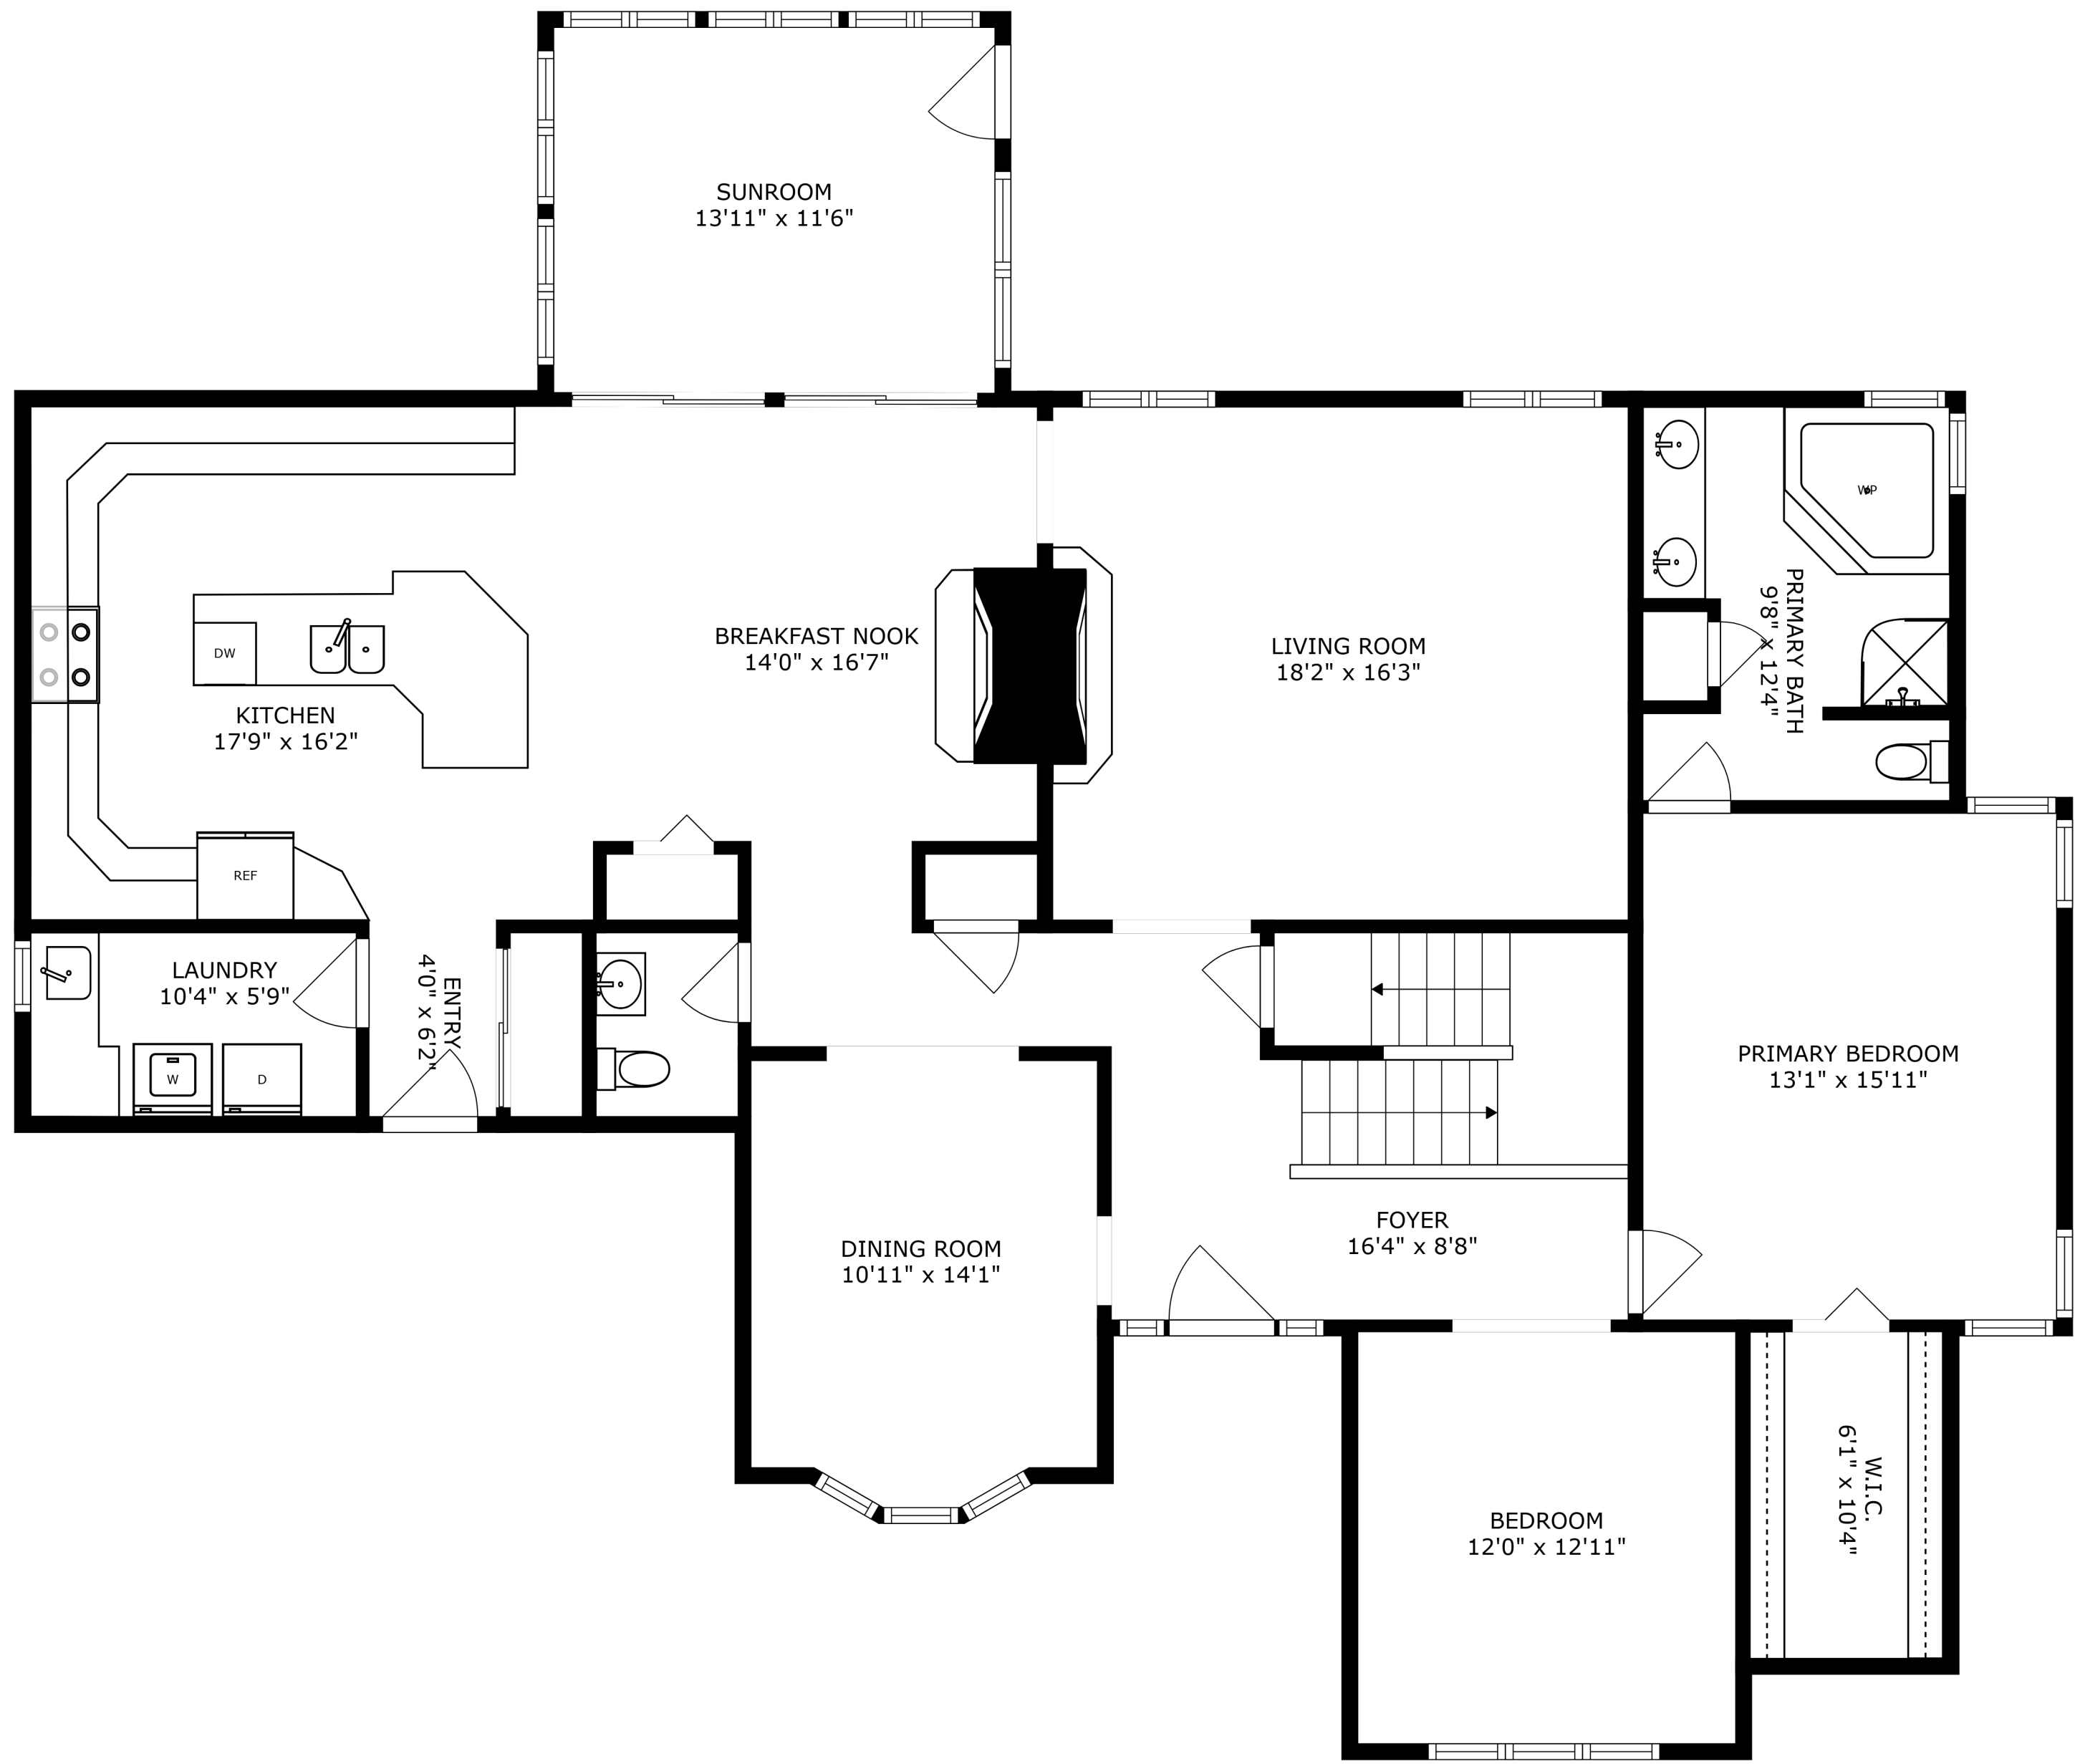 SUNROOM
13'11" x 11'6"
BREAKFAST NOOK
14'0" x 16'7"
LIVING ROOM
18'2" x 16'3"
WP
PRIMARY BATH
9'8" x 12'4"
DW
KITCHEN
17'9" x 16'2"
REF
LAUNDRY
10'4" x 5'9"
W
D
ENTRY
4'0" x 6'2"
PRIMARY BEDROOM
13'1" x 15'11"
FOYER
16'4" x 8'8"
DINING ROOM
10'11" x 14'1"
BEDROOM
12'0" x 12'11"
W.I.C.
6'1" x 10'4"